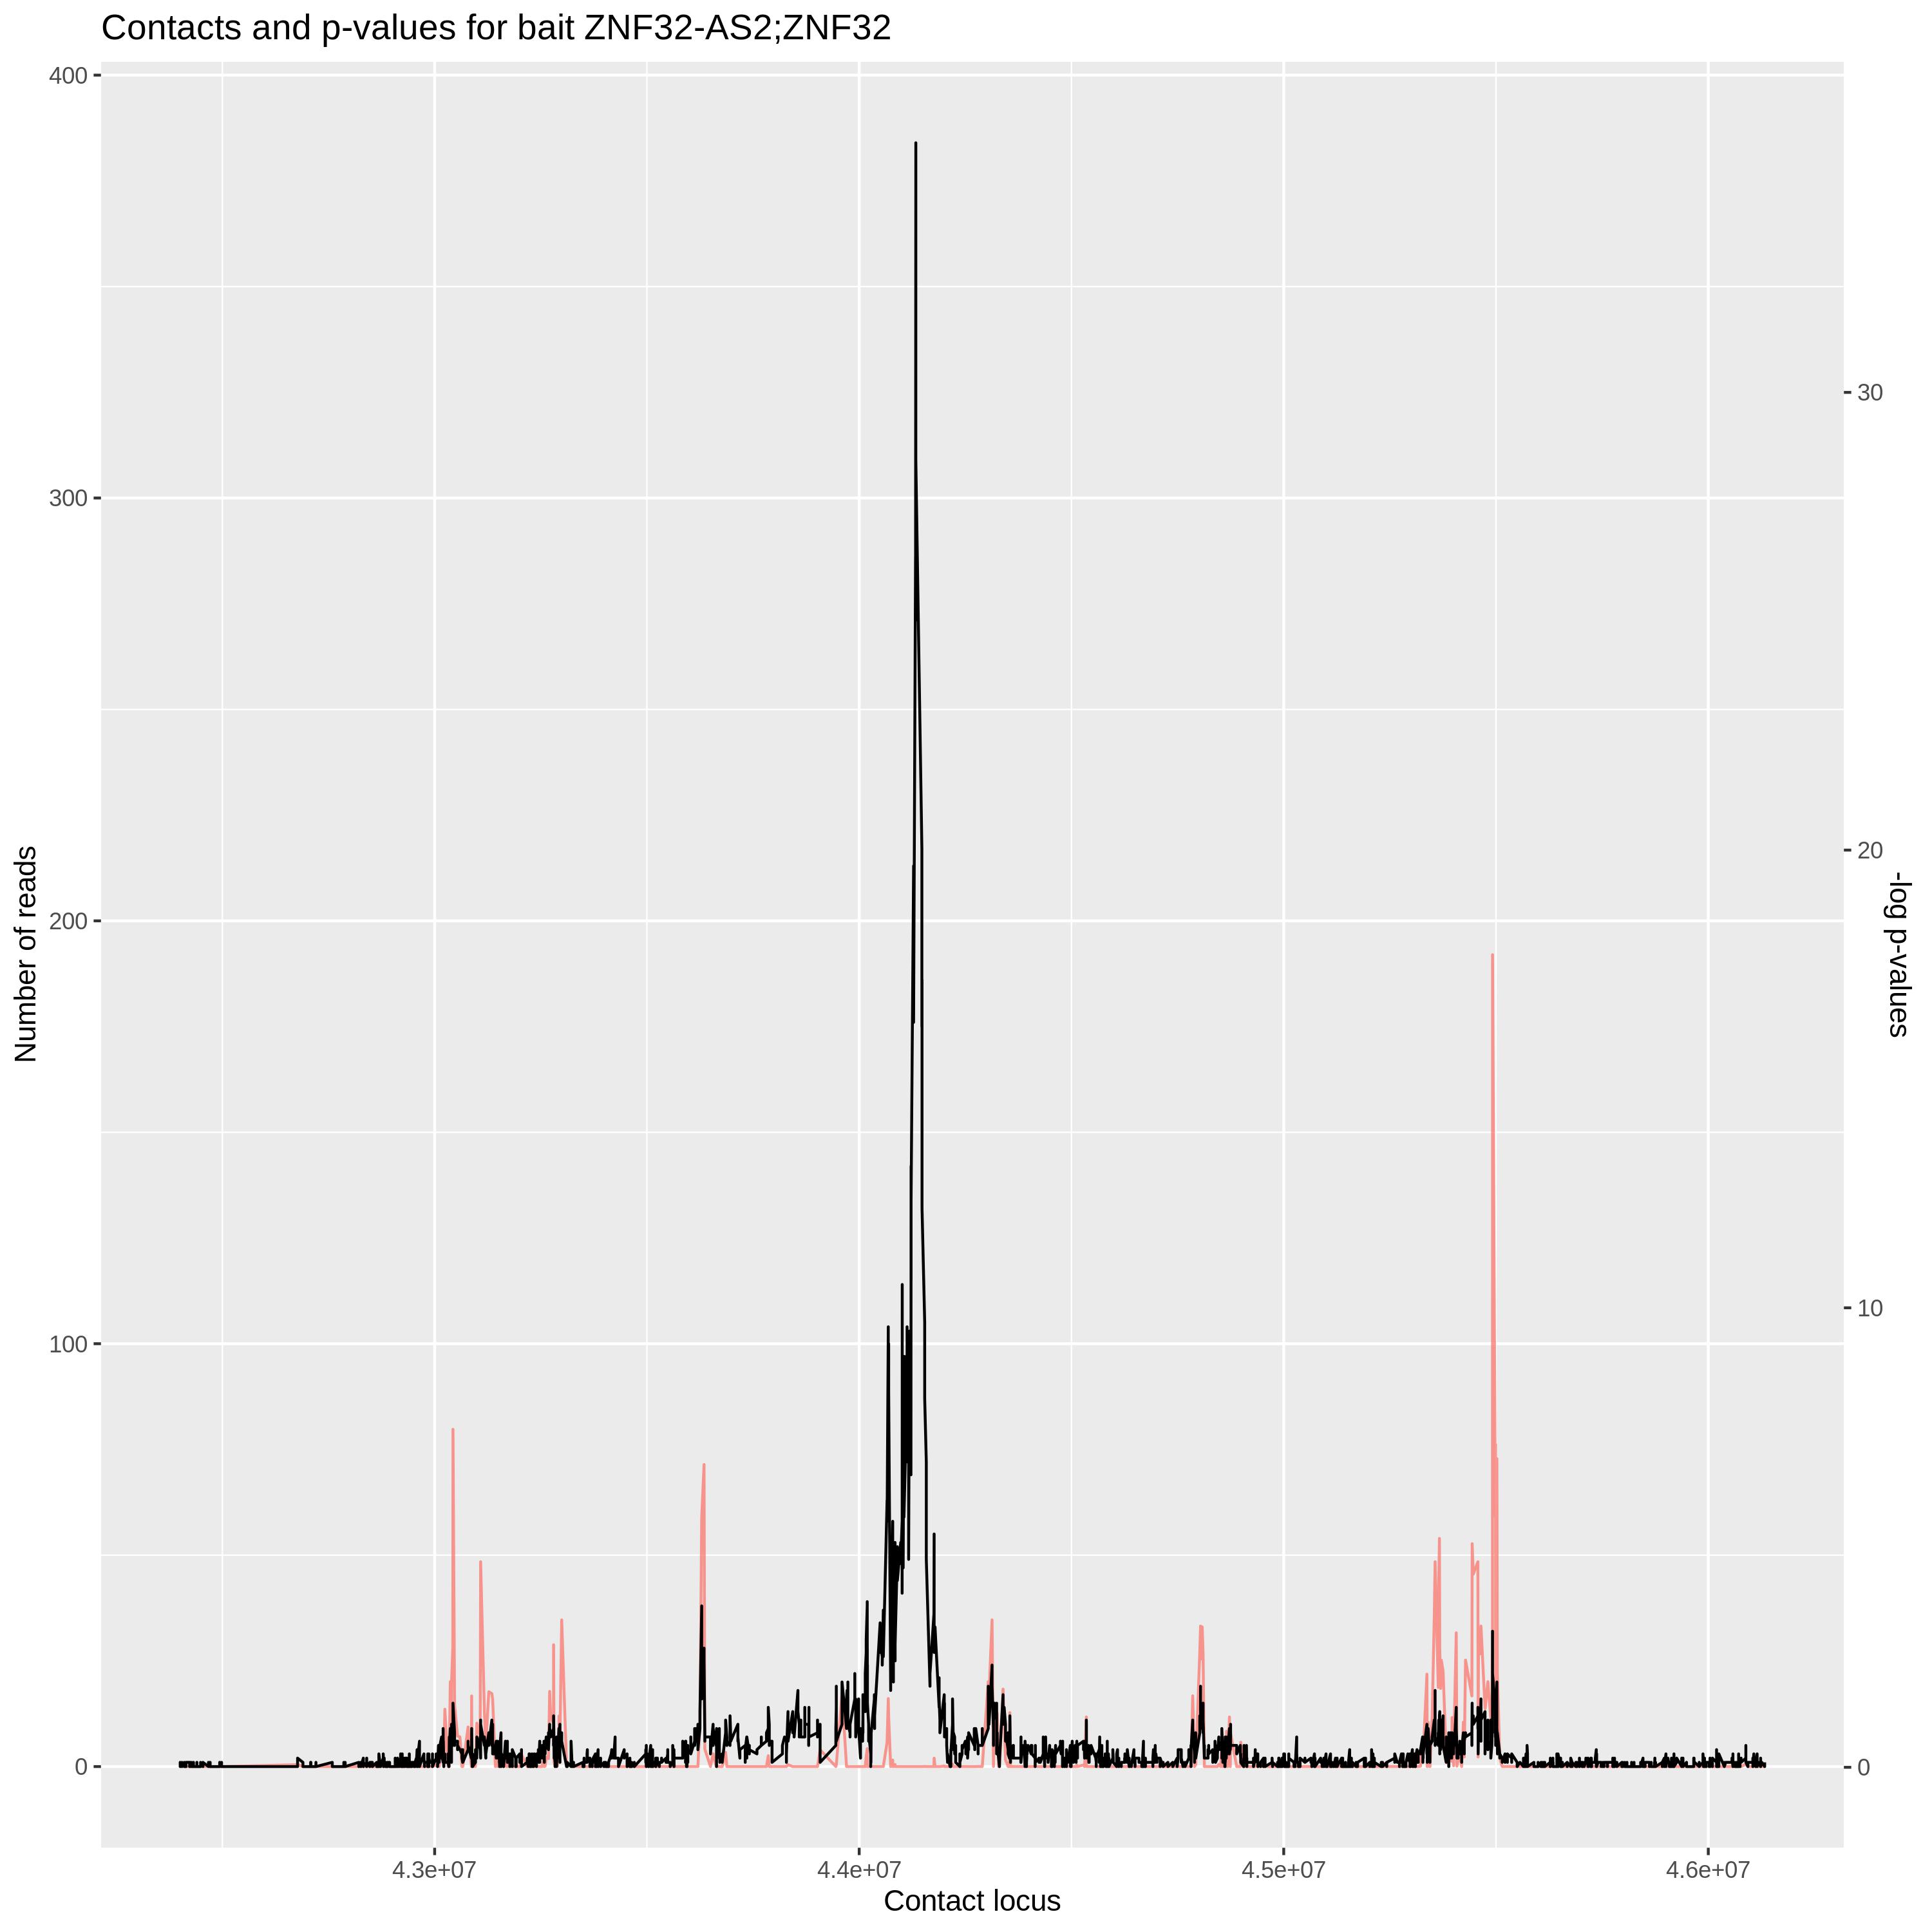 Contacts and p-values for bait ZNF32-AS2;ZNF32
400
300
200
100
0
30
20
10
0
Number of reads
-log p-values
4.3e+07
4.4e+07
4.5e+07
4.6e+07
Contact locus